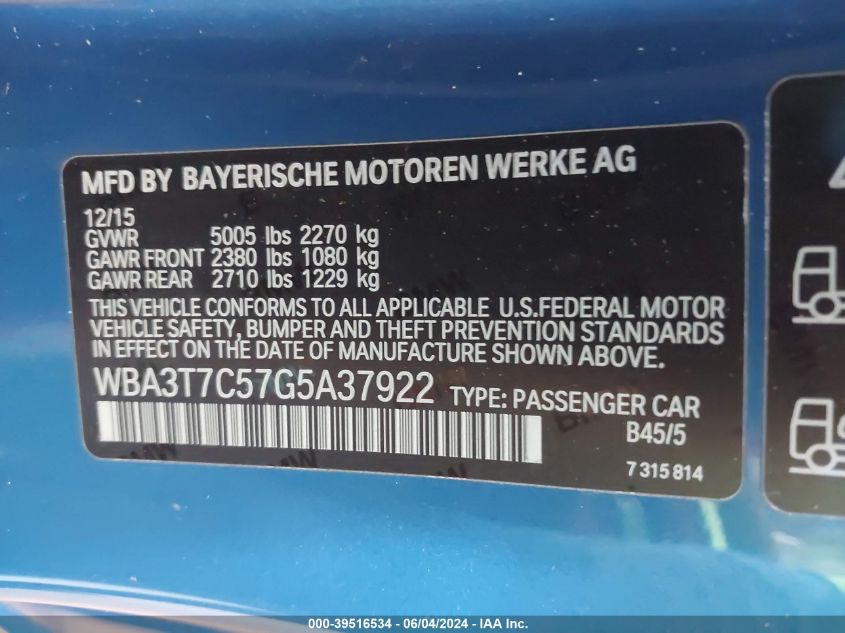 MFD BY BAYERISCHE MOTOREN WERKE AG
12/15
GVWR 5005 lbs 2270 kg
GAWR FRONT 2380 lbs 1080 kg
GAWR REAR 2710 lbs 1229 kg
THIS VEHICLE CONFORMS TO ALL APPLICABLE U.S.FEDERAL MOTOR
VEHICLE SAFETY, BUMPER AND THEFT PREVENTION STANDARDS
IN EFFECT ON THE DATE OF MANUFACTURE SHOWN ABOVE.
WBA3T7C57G5A37922 TYPE: PASSENGER CAR
B45/5
7 315 814
000-39516534 - 06/04/2024 - IAA Inc.